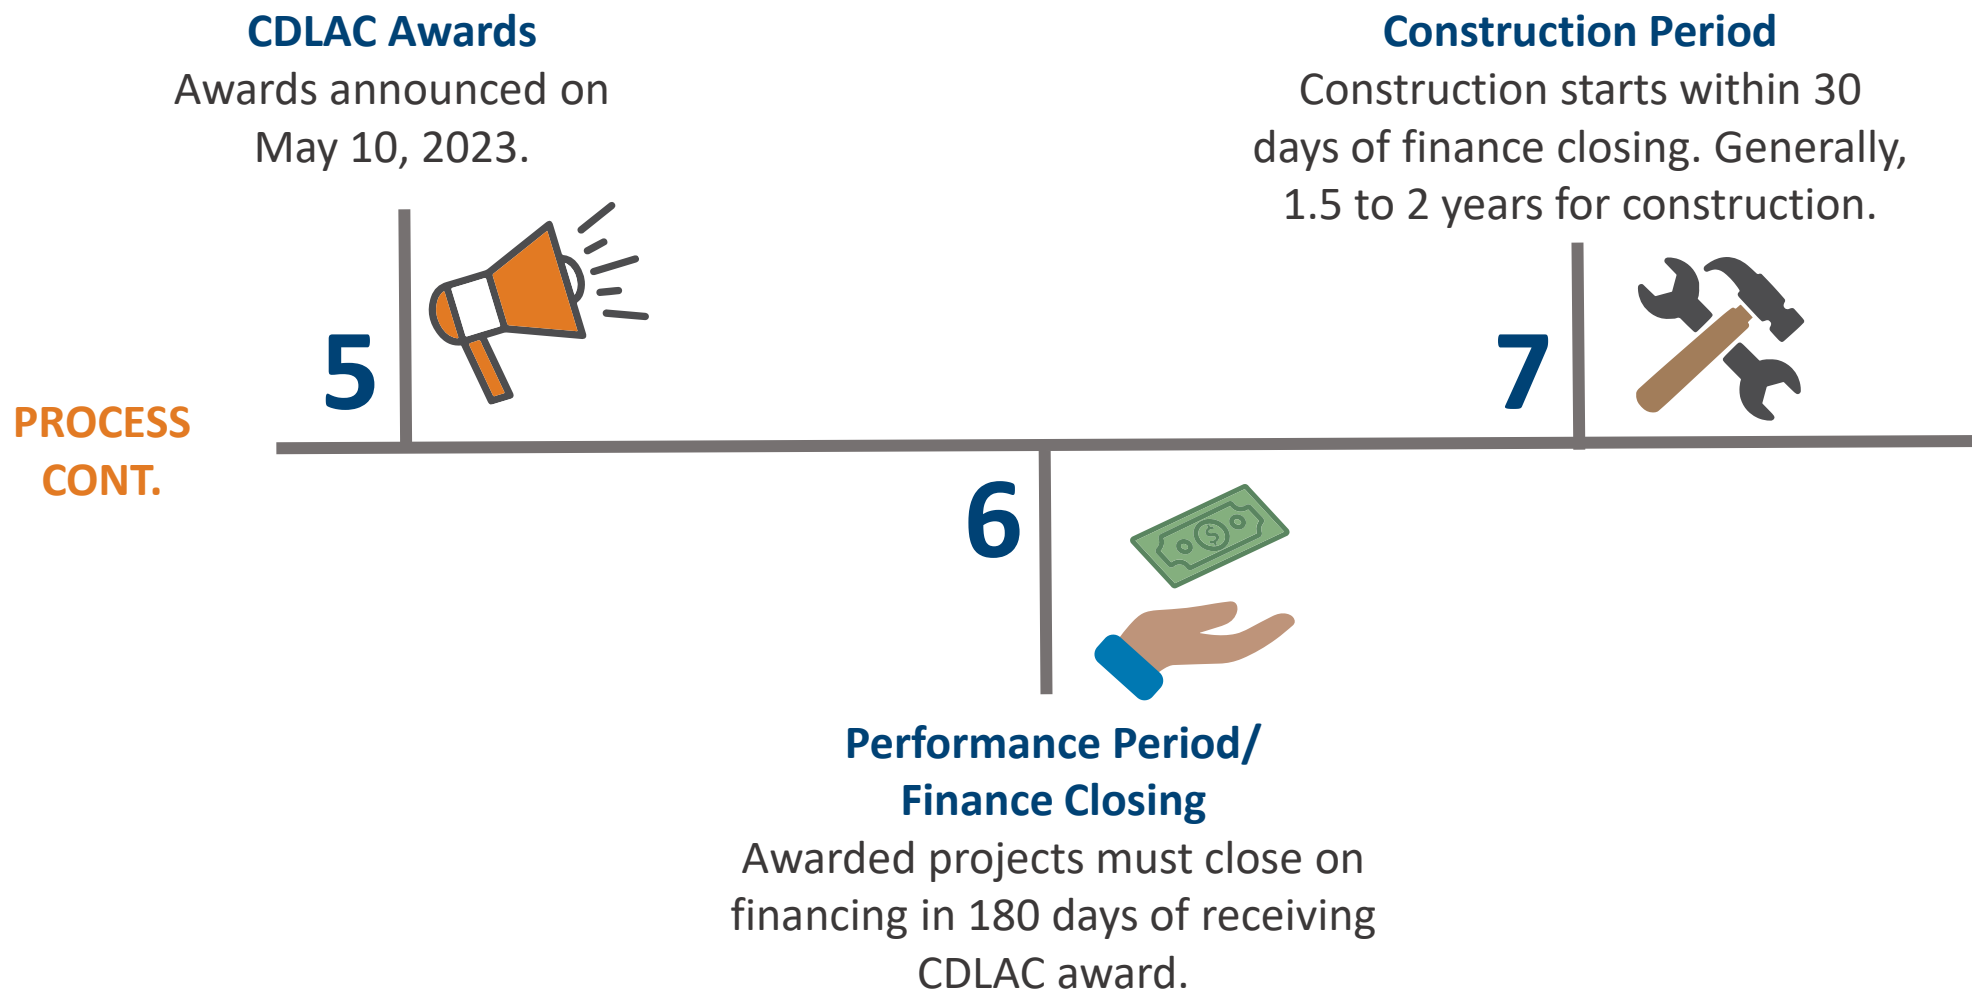 CDLAC Awards
Awards announced on
May 10, 2023.
5
PROCESS
CONT.
6
Performance Period/
Finance Closing
Awarded projects must close on
financing in 180 days of receiving
CDLAC award.
Construction Period
Construction starts within 30
days of finance closing. Generally,
1.5 to 2 years for construction.
7
$